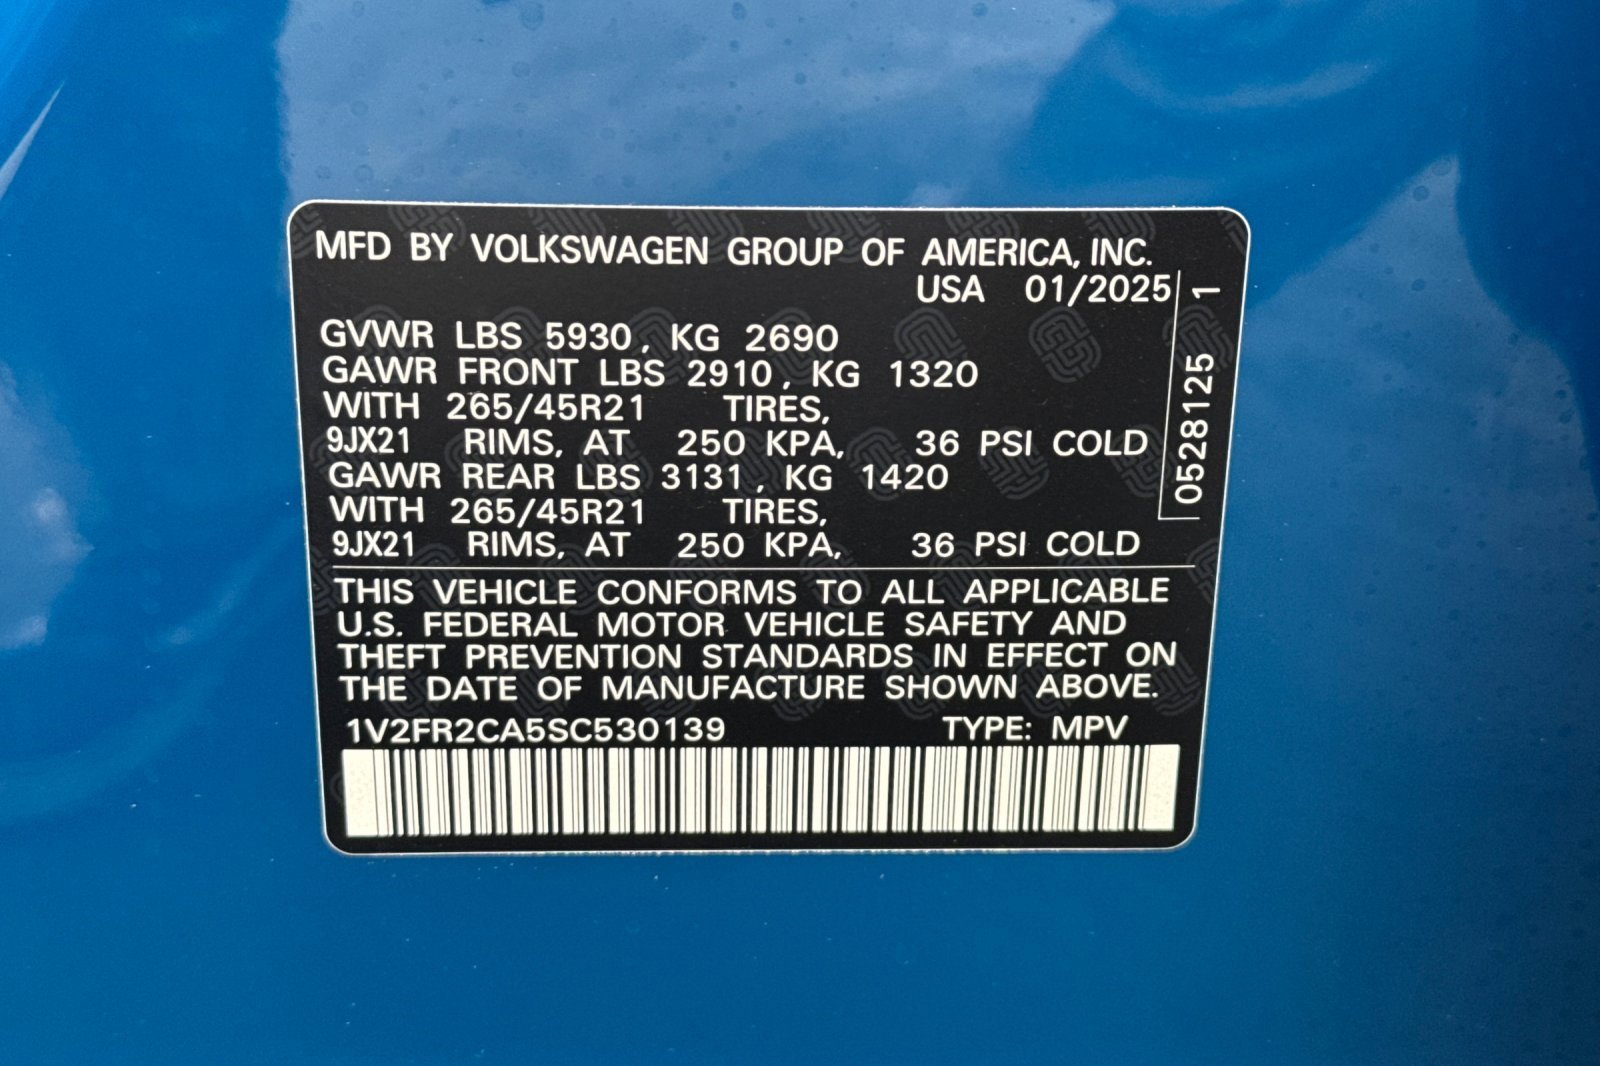 MFD BY VOLKSWAGEN GROUP OF AMERICA, INC.
USA 01/2025
GVWR LBS 5930, KG 2690
GAWR FRONT LBS 2910, KG 1320
WITH 265/45R21 TIRES,
9JX21 RIMS, AT 250 KPA, 36 PSI COLD
GAWR REAR LBS 3131, KG 1420
WITH 265/45R21 TIRES,
9JX21 RIMS, AT 250 KPA, 36 PSI COLD
THIS VEHICLE CONFORMS TO ALL APPLICABLE
U.S. FEDERAL MOTOR VEHICLE SAFETY AND
THEFT PREVENTION STANDARDS IN EFFECT ON
THE DATE OF MANUFACTURE SHOWN ABOVE.
1V2FR2CA5SC530139 TYPE: MPV
0528125 1